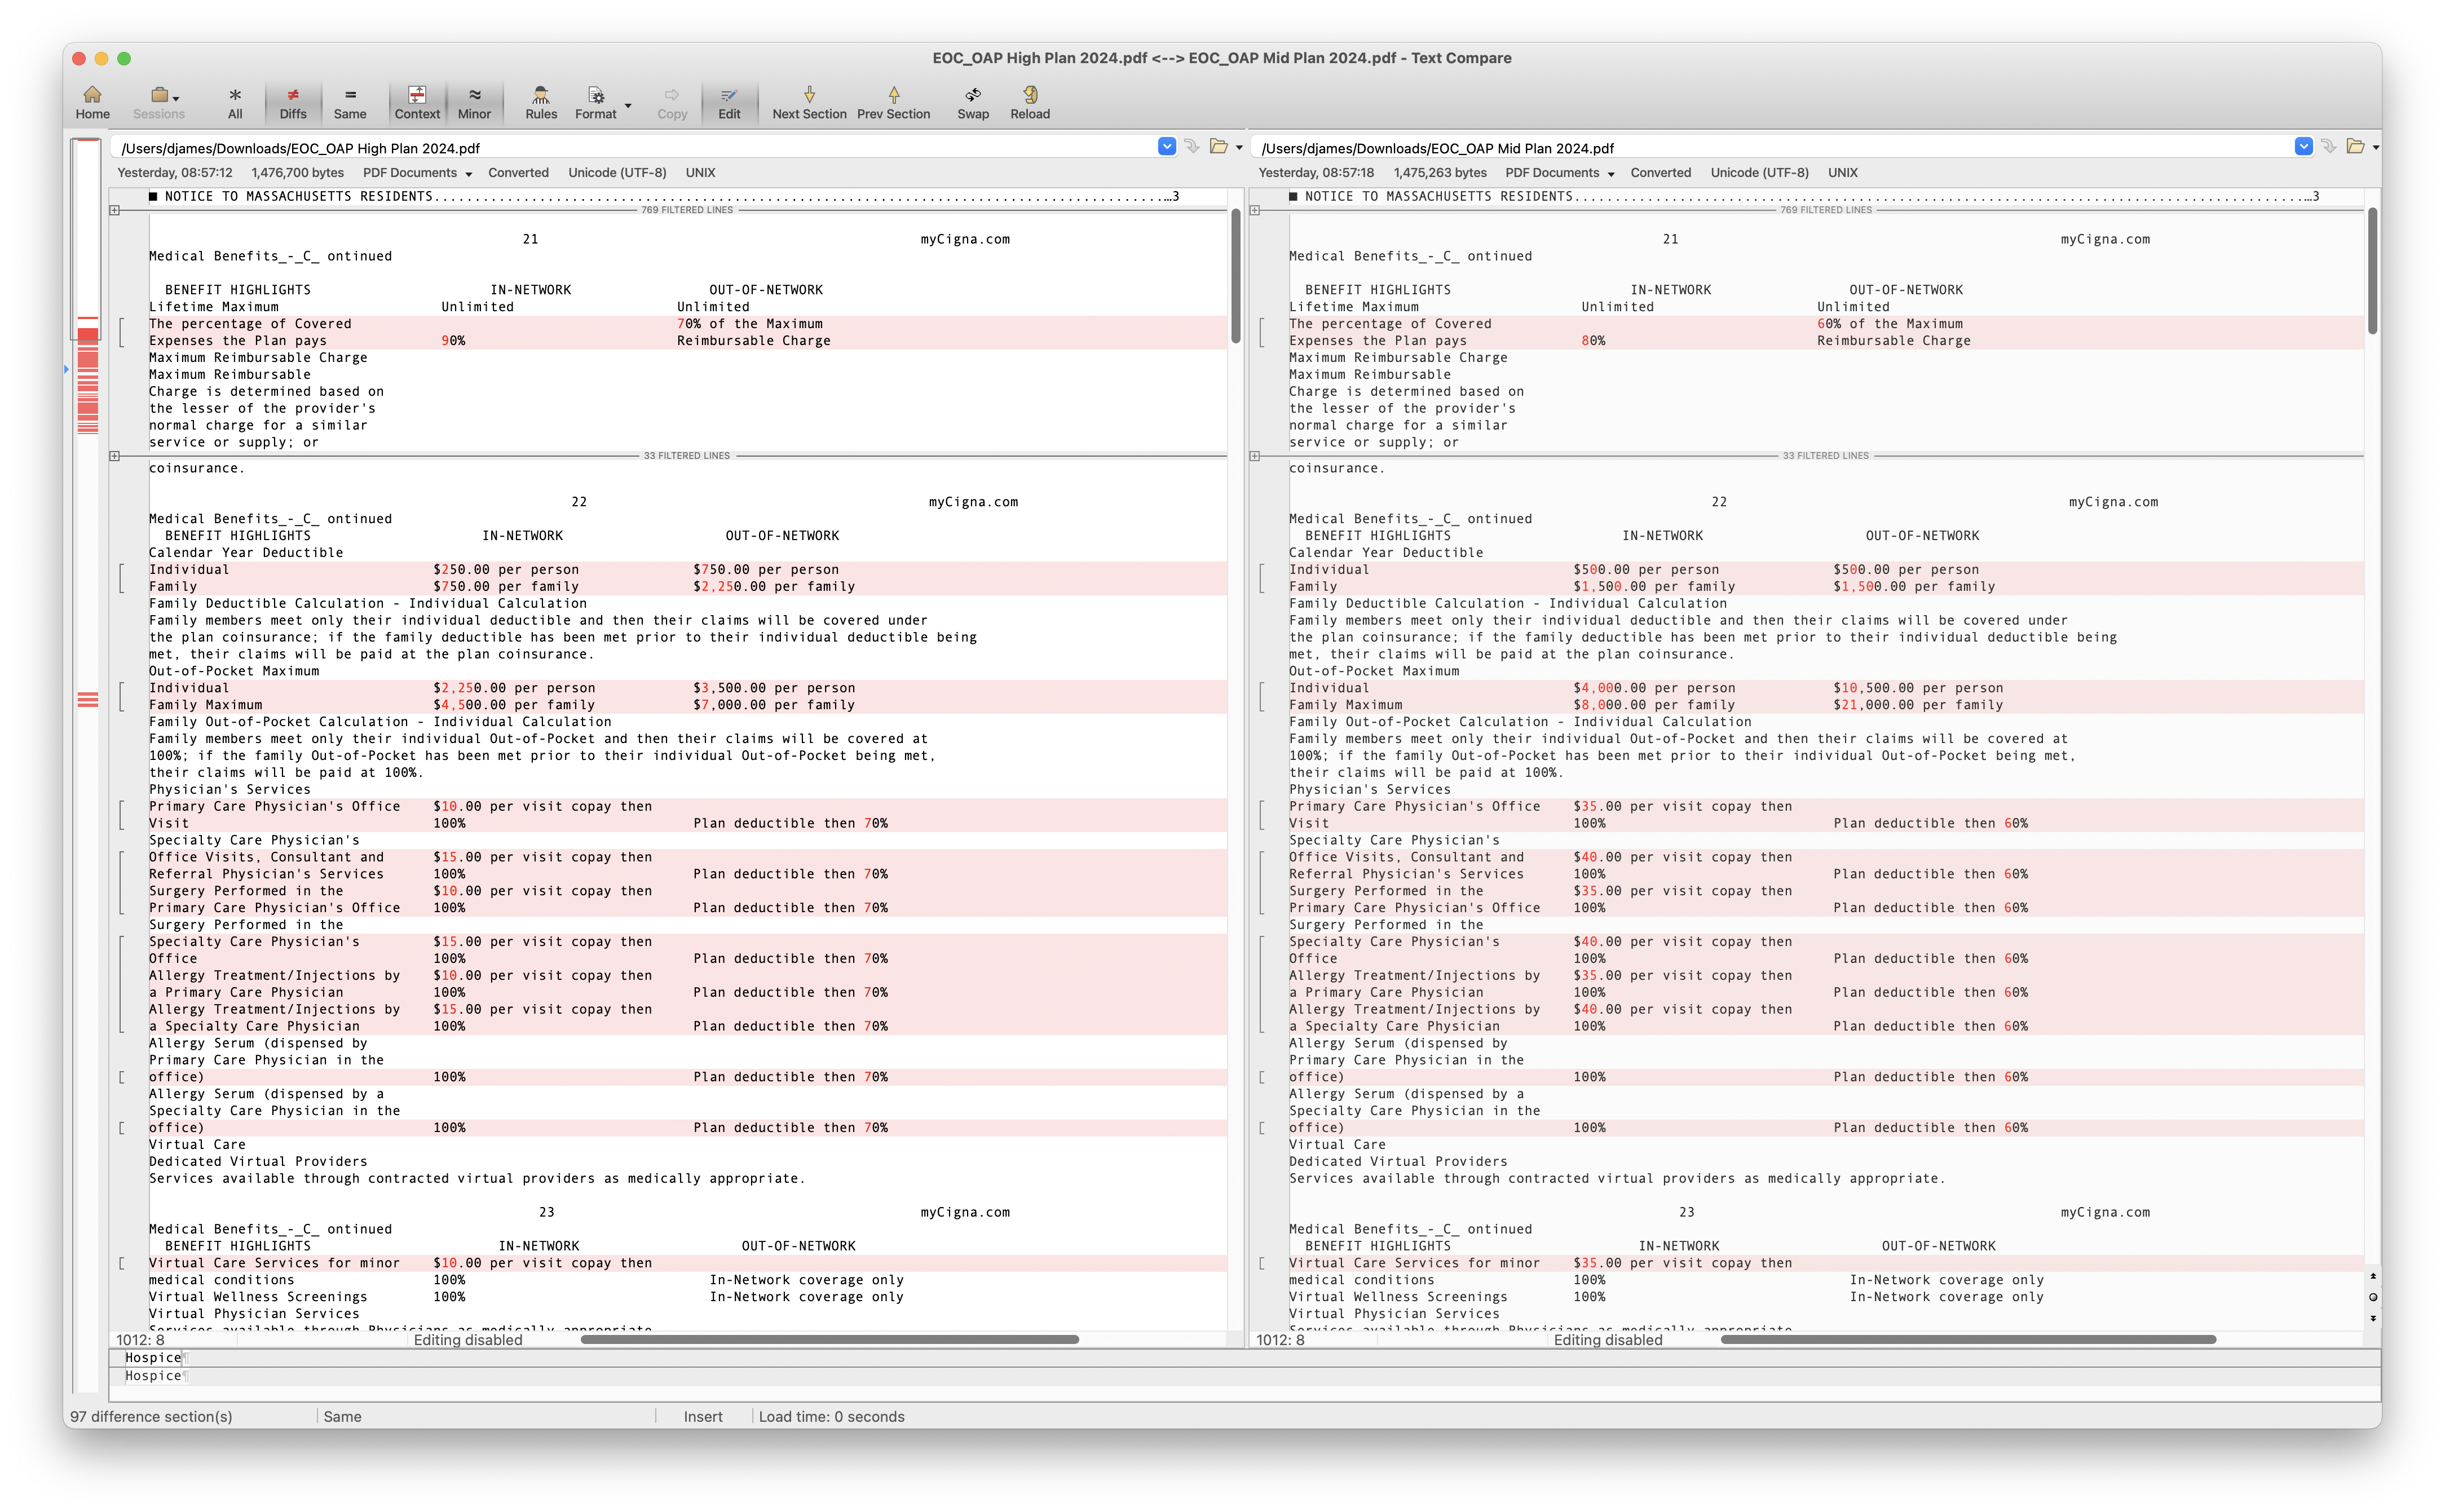 EOC_OAP High Plan 2024.pdf <--> EOC_OAP Mid Plan 2024.pdf - Text Compare
Home Sessions All Diffs Same Context Minor Rules Format Copy Edit Next Section Prev Section Swap Reload
/Users/djames/Downloads/EOC_OAP High Plan 2024.pdf
Yesterday, 08:57:12 1,476,700 bytes PDF Documents Converted Unicode (UTF-8) UNIX
■ NOTICE TO MASSACHUSETTS RESIDENTS...........................................................................................…3
769 FILTERED LINES
21 myCigna.com
Medical Benefits_-_C_ ontinued
BENEFIT HIGHLIGHTS IN-NETWORK OUT-OF-NETWORK
Lifetime Maximum Unlimited Unlimited
The percentage of Covered 70% of the Maximum
Expenses the Plan pays 90% Reimbursable Charge
Maximum Reimbursable Charge
Maximum Reimbursable
Charge is determined based on
the lesser of the provider's
normal charge for a similar
service or supply; or
33 FILTERED LINES
coinsurance.
22 myCigna.com
Medical Benefits_-_C_ ontinued
BENEFIT HIGHLIGHTS IN-NETWORK OUT-OF-NETWORK
Calendar Year Deductible
Individual $250.00 per person $750.00 per person
Family $750.00 per family $2,250.00 per family
Family Deductible Calculation - Individual Calculation
Family members meet only their individual deductible and then their claims will be covered under
the plan coinsurance; if the family deductible has been met prior to their individual deductible being
met, their claims will be paid at the plan coinsurance.
Out-of-Pocket Maximum
Individual $2,250.00 per person $3,500.00 per person
Family Maximum $4,500.00 per family $7,000.00 per family
Family Out-of-Pocket Calculation - Individual Calculation
Family members meet only their individual Out-of-Pocket and then their claims will be covered at
100%; if the family Out-of-Pocket has been met prior to their individual Out-of-Pocket being met,
their claims will be paid at 100%.
Physician's Services
Primary Care Physician's Office $10.00 per visit copay then
Visit 100% Plan deductible then 70%
Specialty Care Physician's
Office Visits, Consultant and $15.00 per visit copay then
Referral Physician's Services 100% Plan deductible then 70%
Surgery Performed in the $10.00 per visit copay then
Primary Care Physician's Office 100% Plan deductible then 70%
Surgery Performed in the
Specialty Care Physician's $15.00 per visit copay then
Office 100% Plan deductible then 70%
Allergy Treatment/Injections by $10.00 per visit copay then
a Primary Care Physician 100% Plan deductible then 70%
Allergy Treatment/Injections by $15.00 per visit copay then
a Specialty Care Physician 100% Plan deductible then 70%
Allergy Serum (dispensed by
Primary Care Physician in the
office) 100% Plan deductible then 70%
Allergy Serum (dispensed by a
Specialty Care Physician in the
office) 100% Plan deductible then 70%
Virtual Care
Dedicated Virtual Providers
Services available through contracted virtual providers as medically appropriate.
23 myCigna.com
Medical Benefits_-_C_ ontinued
BENEFIT HIGHLIGHTS IN-NETWORK OUT-OF-NETWORK
Virtual Care Services for minor $10.00 per visit copay then
medical conditions 100% In-Network coverage only
Virtual Wellness Screenings 100% In-Network coverage only
Virtual Physician Services
Services available through Physicians as medically appropriate
1012: 8 Editing disabled
/Users/djames/Downloads/EOC_OAP Mid Plan 2024.pdf
Yesterday, 08:57:18 1,475,263 bytes PDF Documents Converted Unicode (UTF-8) UNIX
■ NOTICE TO MASSACHUSETTS RESIDENTS...........................................................................................…3
769 FILTERED LINES
21 myCigna.com
Medical Benefits_-_C_ ontinued
BENEFIT HIGHLIGHTS IN-NETWORK OUT-OF-NETWORK
Lifetime Maximum Unlimited Unlimited
The percentage of Covered 60% of the Maximum
Expenses the Plan pays 80% Reimbursable Charge
Maximum Reimbursable Charge
Maximum Reimbursable
Charge is determined based on
the lesser of the provider's
normal charge for a similar
service or supply; or
33 FILTERED LINES
coinsurance.
22 myCigna.com
Medical Benefits_-_C_ ontinued
BENEFIT HIGHLIGHTS IN-NETWORK OUT-OF-NETWORK
Calendar Year Deductible
Individual $500.00 per person $500.00 per person
Family $1,500.00 per family $1,500.00 per family
Family Deductible Calculation - Individual Calculation
Family members meet only their individual deductible and then their claims will be covered under
the plan coinsurance; if the family deductible has been met prior to their individual deductible being
met, their claims will be paid at the plan coinsurance.
Out-of-Pocket Maximum
Individual $4,000.00 per person $10,500.00 per person
Family Maximum $8,000.00 per family $21,000.00 per family
Family Out-of-Pocket Calculation - Individual Calculation
Family members meet only their individual Out-of-Pocket and then their claims will be covered at
100%; if the family Out-of-Pocket has been met prior to their individual Out-of-Pocket being met,
their claims will be paid at 100%.
Physician's Services
Primary Care Physician's Office $35.00 per visit copay then
Visit 100% Plan deductible then 60%
Specialty Care Physician's
Office Visits, Consultant and $40.00 per visit copay then
Referral Physician's Services 100% Plan deductible then 60%
Surgery Performed in the $35.00 per visit copay then
Primary Care Physician's Office 100% Plan deductible then 60%
Surgery Performed in the
Specialty Care Physician's $40.00 per visit copay then
Office 100% Plan deductible then 60%
Allergy Treatment/Injections by $35.00 per visit copay then
a Primary Care Physician 100% Plan deductible then 60%
Allergy Treatment/Injections by $40.00 per visit copay then
a Specialty Care Physician 100% Plan deductible then 60%
Allergy Serum (dispensed by
Primary Care Physician in the
office) 100% Plan deductible then 60%
Allergy Serum (dispensed by a
Specialty Care Physician in the
office) 100% Plan deductible then 60%
Virtual Care
Dedicated Virtual Providers
Services available through contracted virtual providers as medically appropriate.
23 myCigna.com
Medical Benefits_-_C_ ontinued
BENEFIT HIGHLIGHTS IN-NETWORK OUT-OF-NETWORK
Virtual Care Services for minor $35.00 per visit copay then
medical conditions 100% In-Network coverage only
Virtual Wellness Screenings 100% In-Network coverage only
Virtual Physician Services
Services available through Physicians as medically appropriate
1012: 8 Editing disabled
Hospice¶
Hospice¶
97 difference section(s) Same Insert Load time: 0 seconds